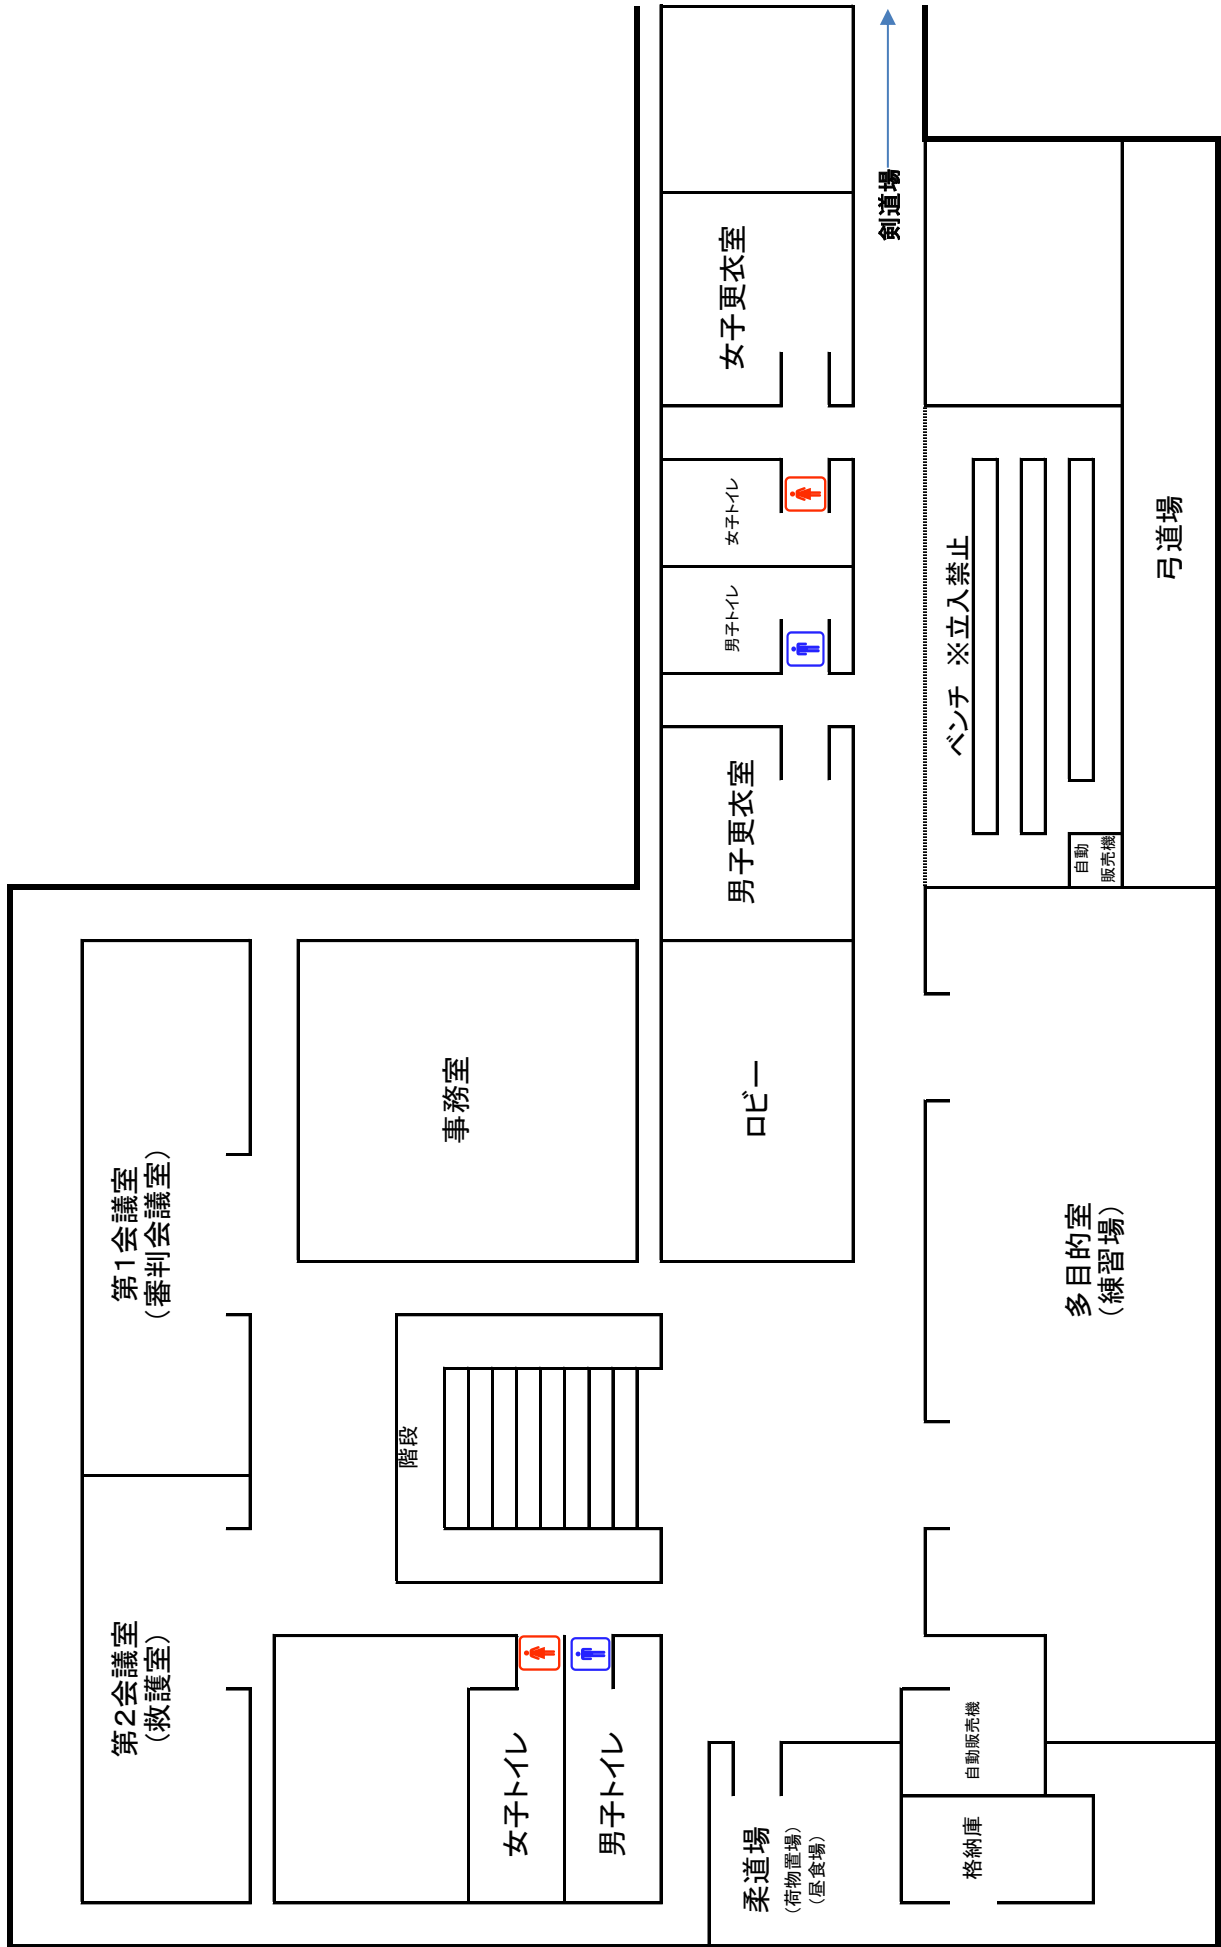 剣道場
女子更衣室
女子トイレ
男子トイレ
ベンチ　※立入禁止
弓道場
男子更衣室
自動
販売機
事務室
ロビー
第1会議室
（審判会議室）
多目的室
（練習場）
階段
第2会議室
（救護室）
女子トイレ
男子トイレ
自動販売機
柔道場
（荷物置場）
（昼食場）
格納庫